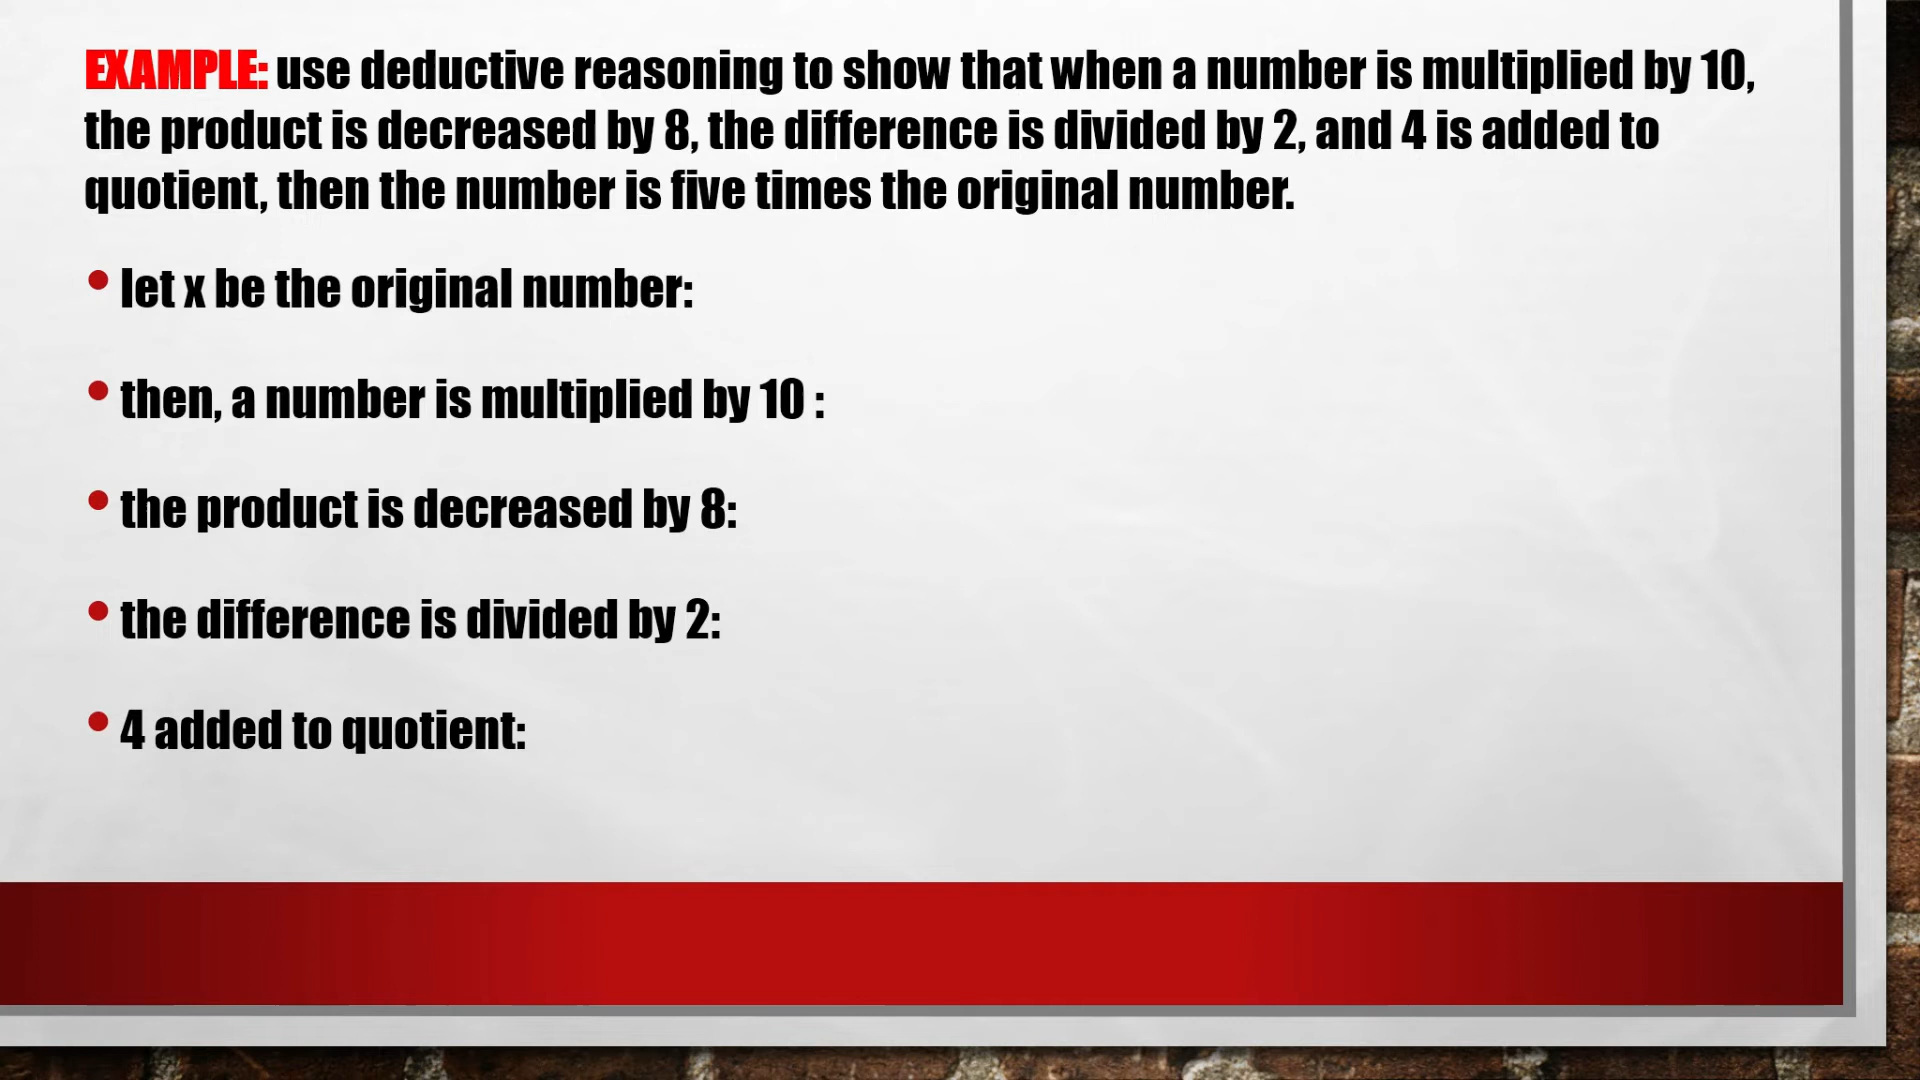 EXAMPLE: use deductive reasoning to show that when a number is multiplied by 10,
the product is decreased by 8, the difference is divided by 2, and 4 is added to
quotient, then the number is five times the original number.
• let x be the original number:
• then, a number is multiplied by 10 :
• the product is decreased by 8:
• the difference is divided by 2:
• 4 added to quotient: